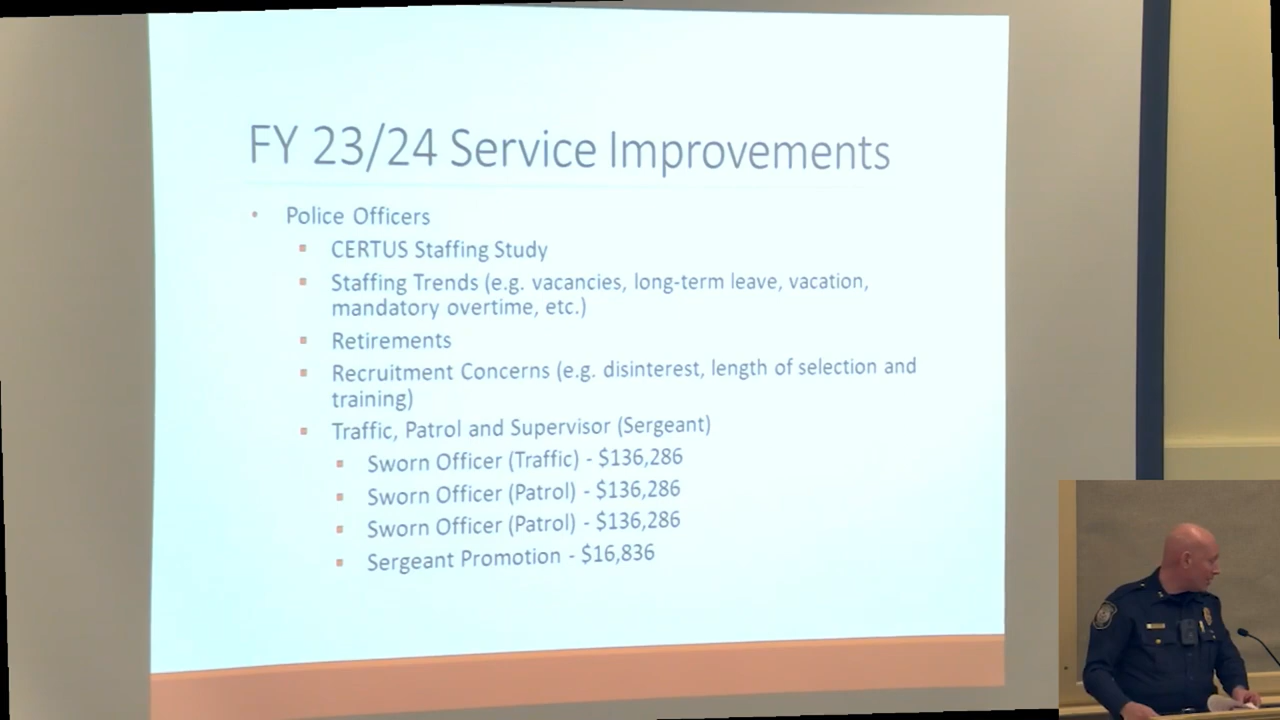 FY 23/24 Service Improvements
• Police Officers
▪ CERTUS Staffing Study
▪ Staffing Trends (e.g. vacancies, long-term leave, vacation,
mandatory overtime, etc.)
▪ Retirements
▪ Recruitment Concerns (e.g. disinterest, length of selection and
training)
▪ Traffic, Patrol and Supervisor (Sergeant)
▪ Sworn Officer (Traffic) - $136,286
▪ Sworn Officer (Patrol) - $136,286
▪ Sworn Officer (Patrol) - $136,286
▪ Sergeant Promotion - $16,836